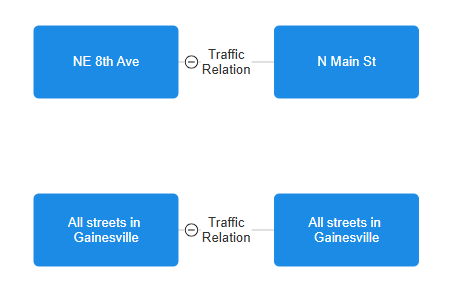 NE 8th Ave
Traffic
Relation
N Main St
All streets in
Gainesville
Traffic
Relation
All streets in
Gainesville